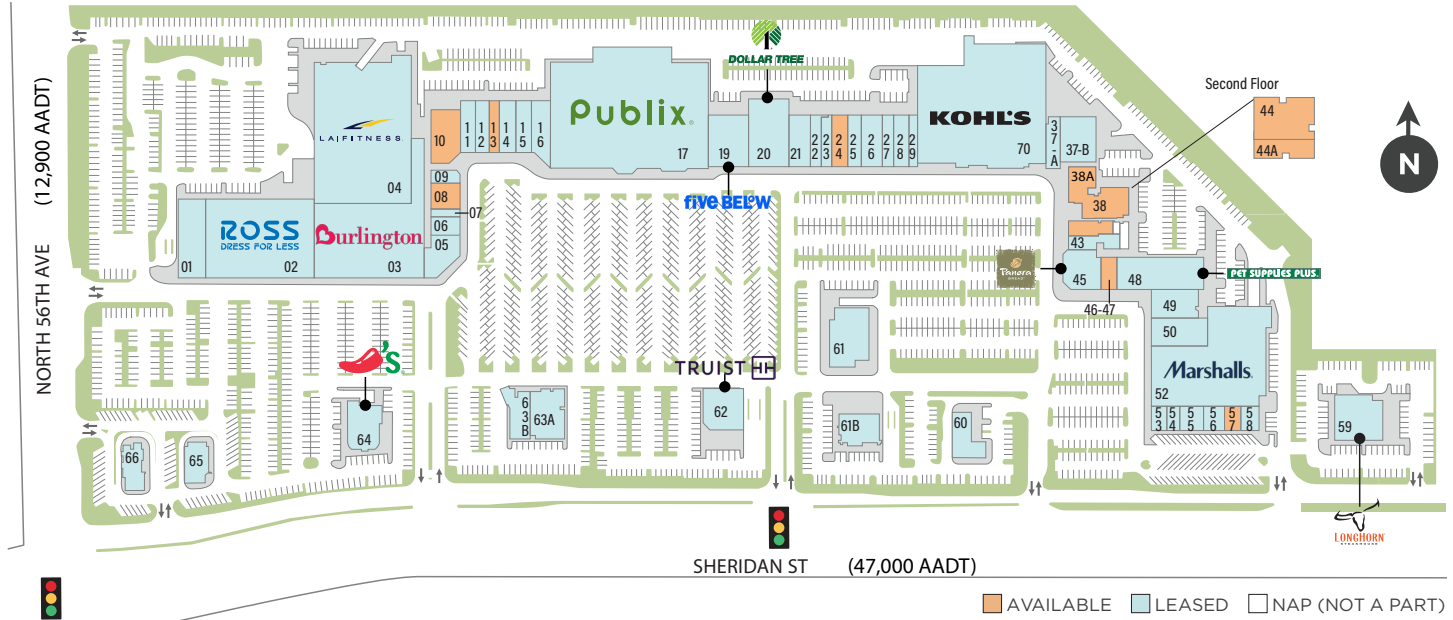 (12,900 AADT)
NORTH 56TH AVE
DOLLAR TREE
Second Floor
44
44A
N
LA|FITNESS
04
10
11
12
13
14
15
16
Publix
17
19
20
21
22
23
24
25
26
27
28
29
KOHL'S
70
37-A
37-B
38A
38
09
08
07
06
05
five BEL°W
ROSS
DRESS FOR LESS
Burlington
01
02
03
43
Panera
BREAD
45
46-47
48
PET SUPPLIES PLUS.
49
50
Marshalls
52
53
54
55
56
57
58
61
'S
TRUIST
62
63B
63A
64
61B
60
59
66
65
LONGHORN
STEAKHOUSE
SHERIDAN ST (47,000 AADT)
AVAILABLE LEASED NAP (NOT A PART)